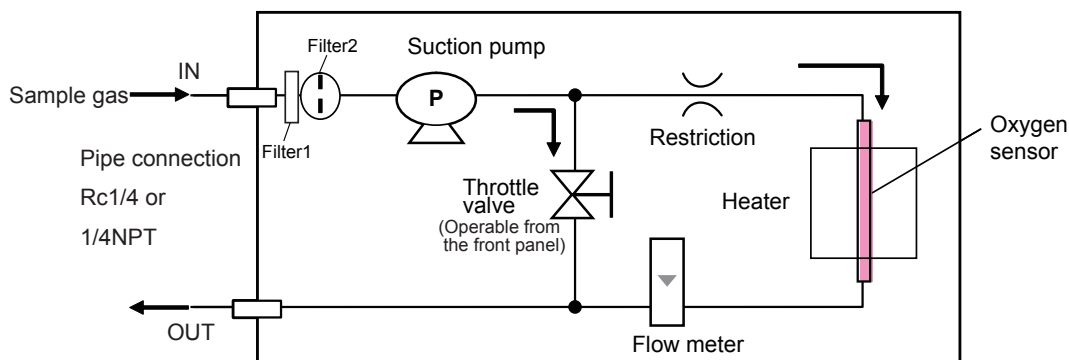 Filter2
Suction pump
IN
Sample gas
P
Filter1
Restriction
Oxygen
sensor
Pipe connection
Rc1/4 or
1/4NPT
Throttle
valve
(Operable from
the front panel)
Heater
OUT
Flow meter